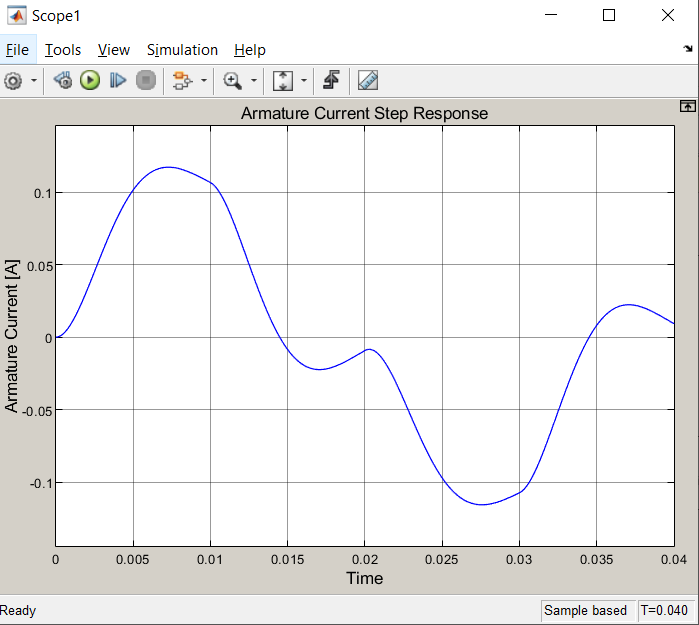 Scope1
File Tools View Simulation Help
Armature Current Step Response
0.1
0.05
0
-0.05
-0.1
Armature Current [A]
0 0.005 0.01 0.015 0.02 0.025 0.03 0.035 0.04
Time
Ready Sample based T=0.040